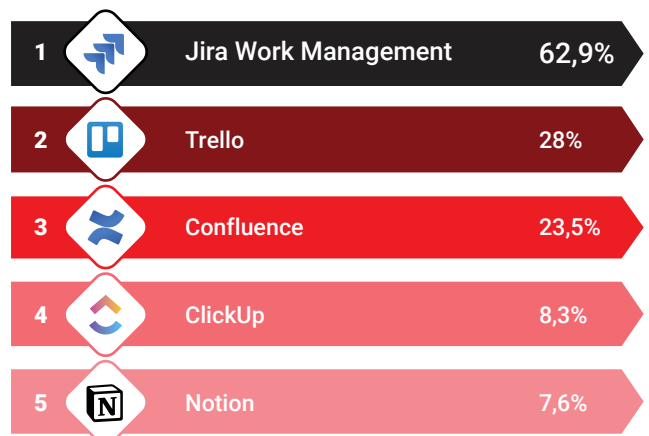 1 Jira Work Management 62,9%
2 Trello 28%
3 Confluence 23,5%
4 ClickUp 8,3%
5 N Notion 7,6%